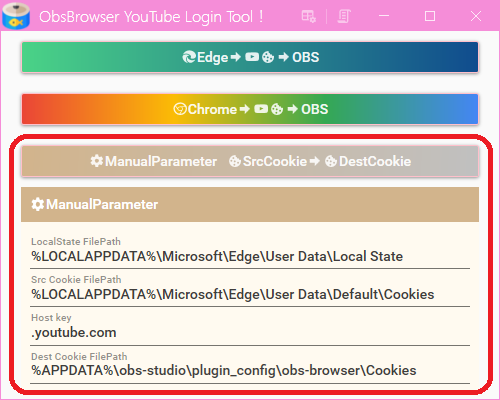 ObsBrowser YouTube Login Tool !
Edge → OBS
Chrome → OBS
ManualParameter SrcCookie → DestCookie
ManualParameter
LocalState FilePath
%LOCALAPPDATA%\Microsoft\Edge\User Data\Local State
Src Cookie FilePath
%LOCALAPPDATA%\Microsoft\Edge\User Data\Default\Cookies
Host key
.youtube.com
Dest Cookie FilePath
%APPDATA%\obs-studio\plugin_config\obs-browser\Cookies